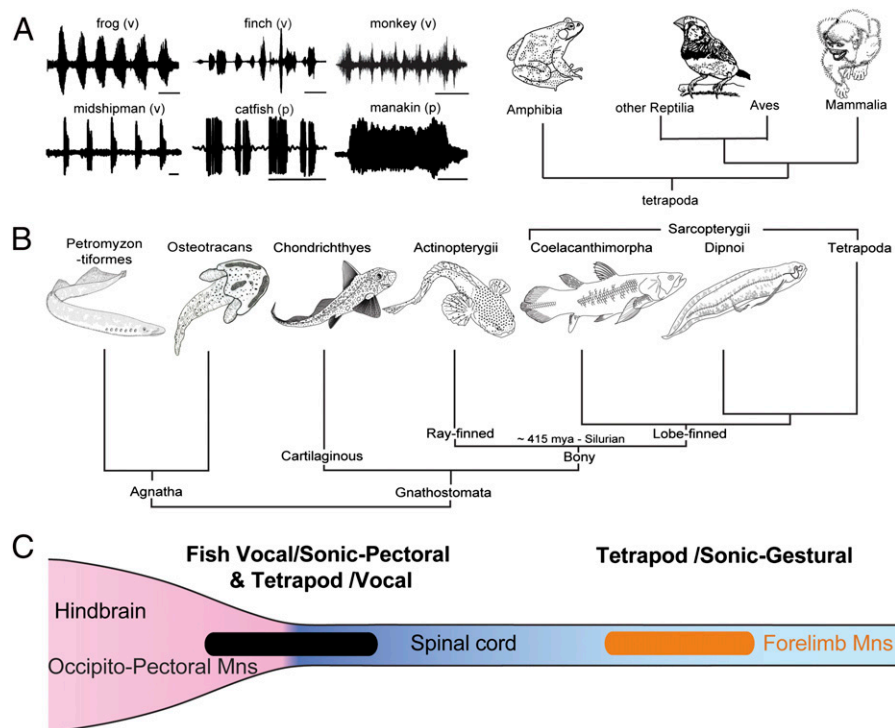 A
frog (v)
finch (v)
monkey (v)
midshipman (v)
catfish (p)
manakin (p)
Amphibia
other Reptilia
Aves
Mammalia
tetrapoda
B
Sarcopterygii
Petromyzon
-tiformes
Osteotracans
Chondrichthyes
Actinopterygii
Coelacanthimorpha
Dipnoi
Tetrapoda
Ray-finned
~ 415 mya - Silurian
Lobe-finned
Cartilaginous
Bony
Agnatha
Gnathostomata
C
Fish Vocal/Sonic-Pectoral
& Tetrapod /Vocal
Tetrapod /Sonic-Gestural
Hindbrain
Spinal cord
Forelimb Mns
Occipito-Pectoral Mns